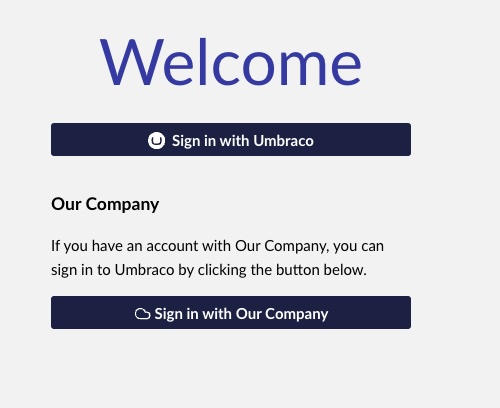 Welcome
Sign in with Umbraco
Our Company
If you have an account with Our Company, you can
sign in to Umbraco by clicking the button below.
Sign in with Our Company